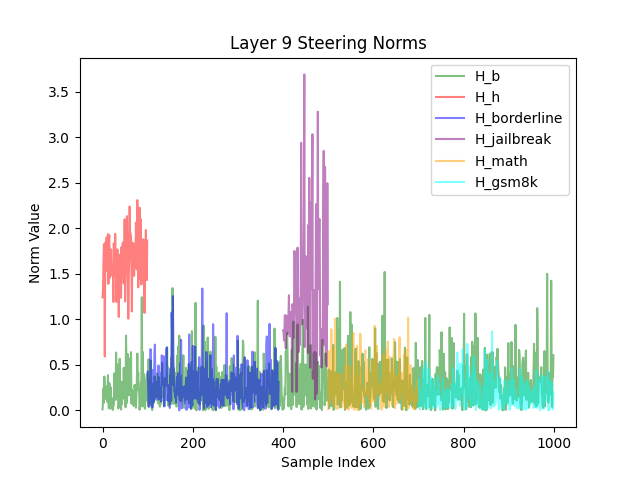 Layer 9 Steering Norms
H_b
H_h
H_borderline
H_jailbreak
H_math
H_gsm8k
Norm Value
3.5
3.0
2.5
2.0
1.5
1.0
0.5
0.0
0
200
400
600
800
1000
Sample Index